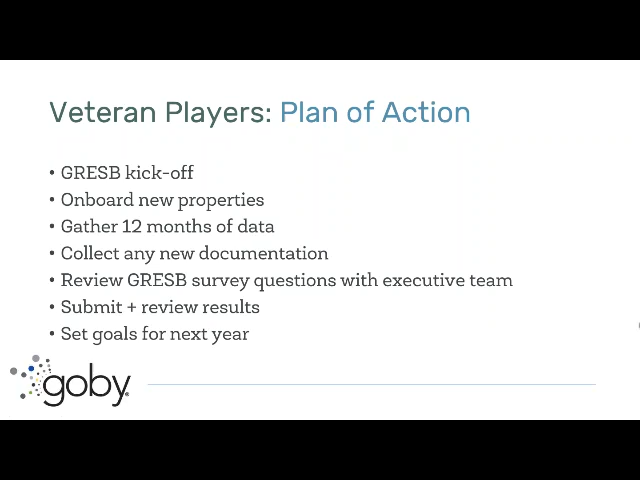 Veteran Players: Plan of Action
• GRESB kick-off
• Onboard new properties
• Gather 12 months of data
• Collect any new documentation
• Review GRESB survey questions with executive team
• Submit + review results
• Set goals for next year
goby®